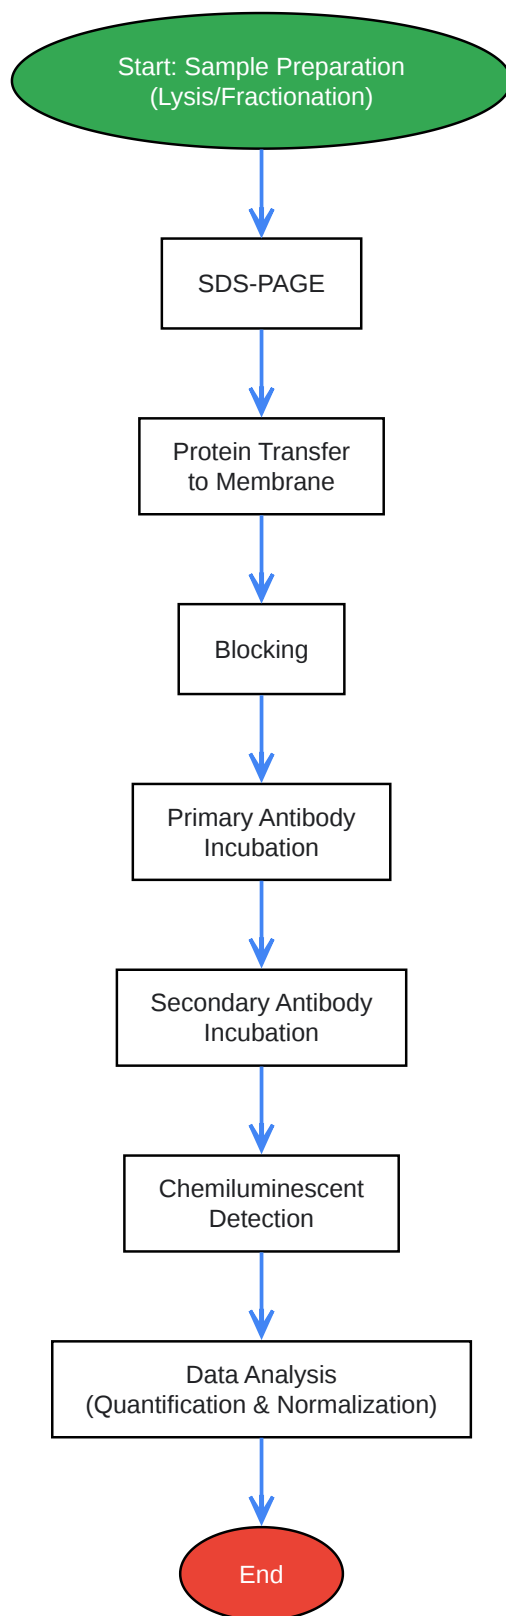 Start: Sample Preparation
(Lysis/Fractionation)
SDS-PAGE
Protein Transfer
to Membrane
Blocking
Primary Antibody
Incubation
Secondary Antibody
Incubation
Chemiluminescent
Detection
Data Analysis
(Quantification & Normalization)
End